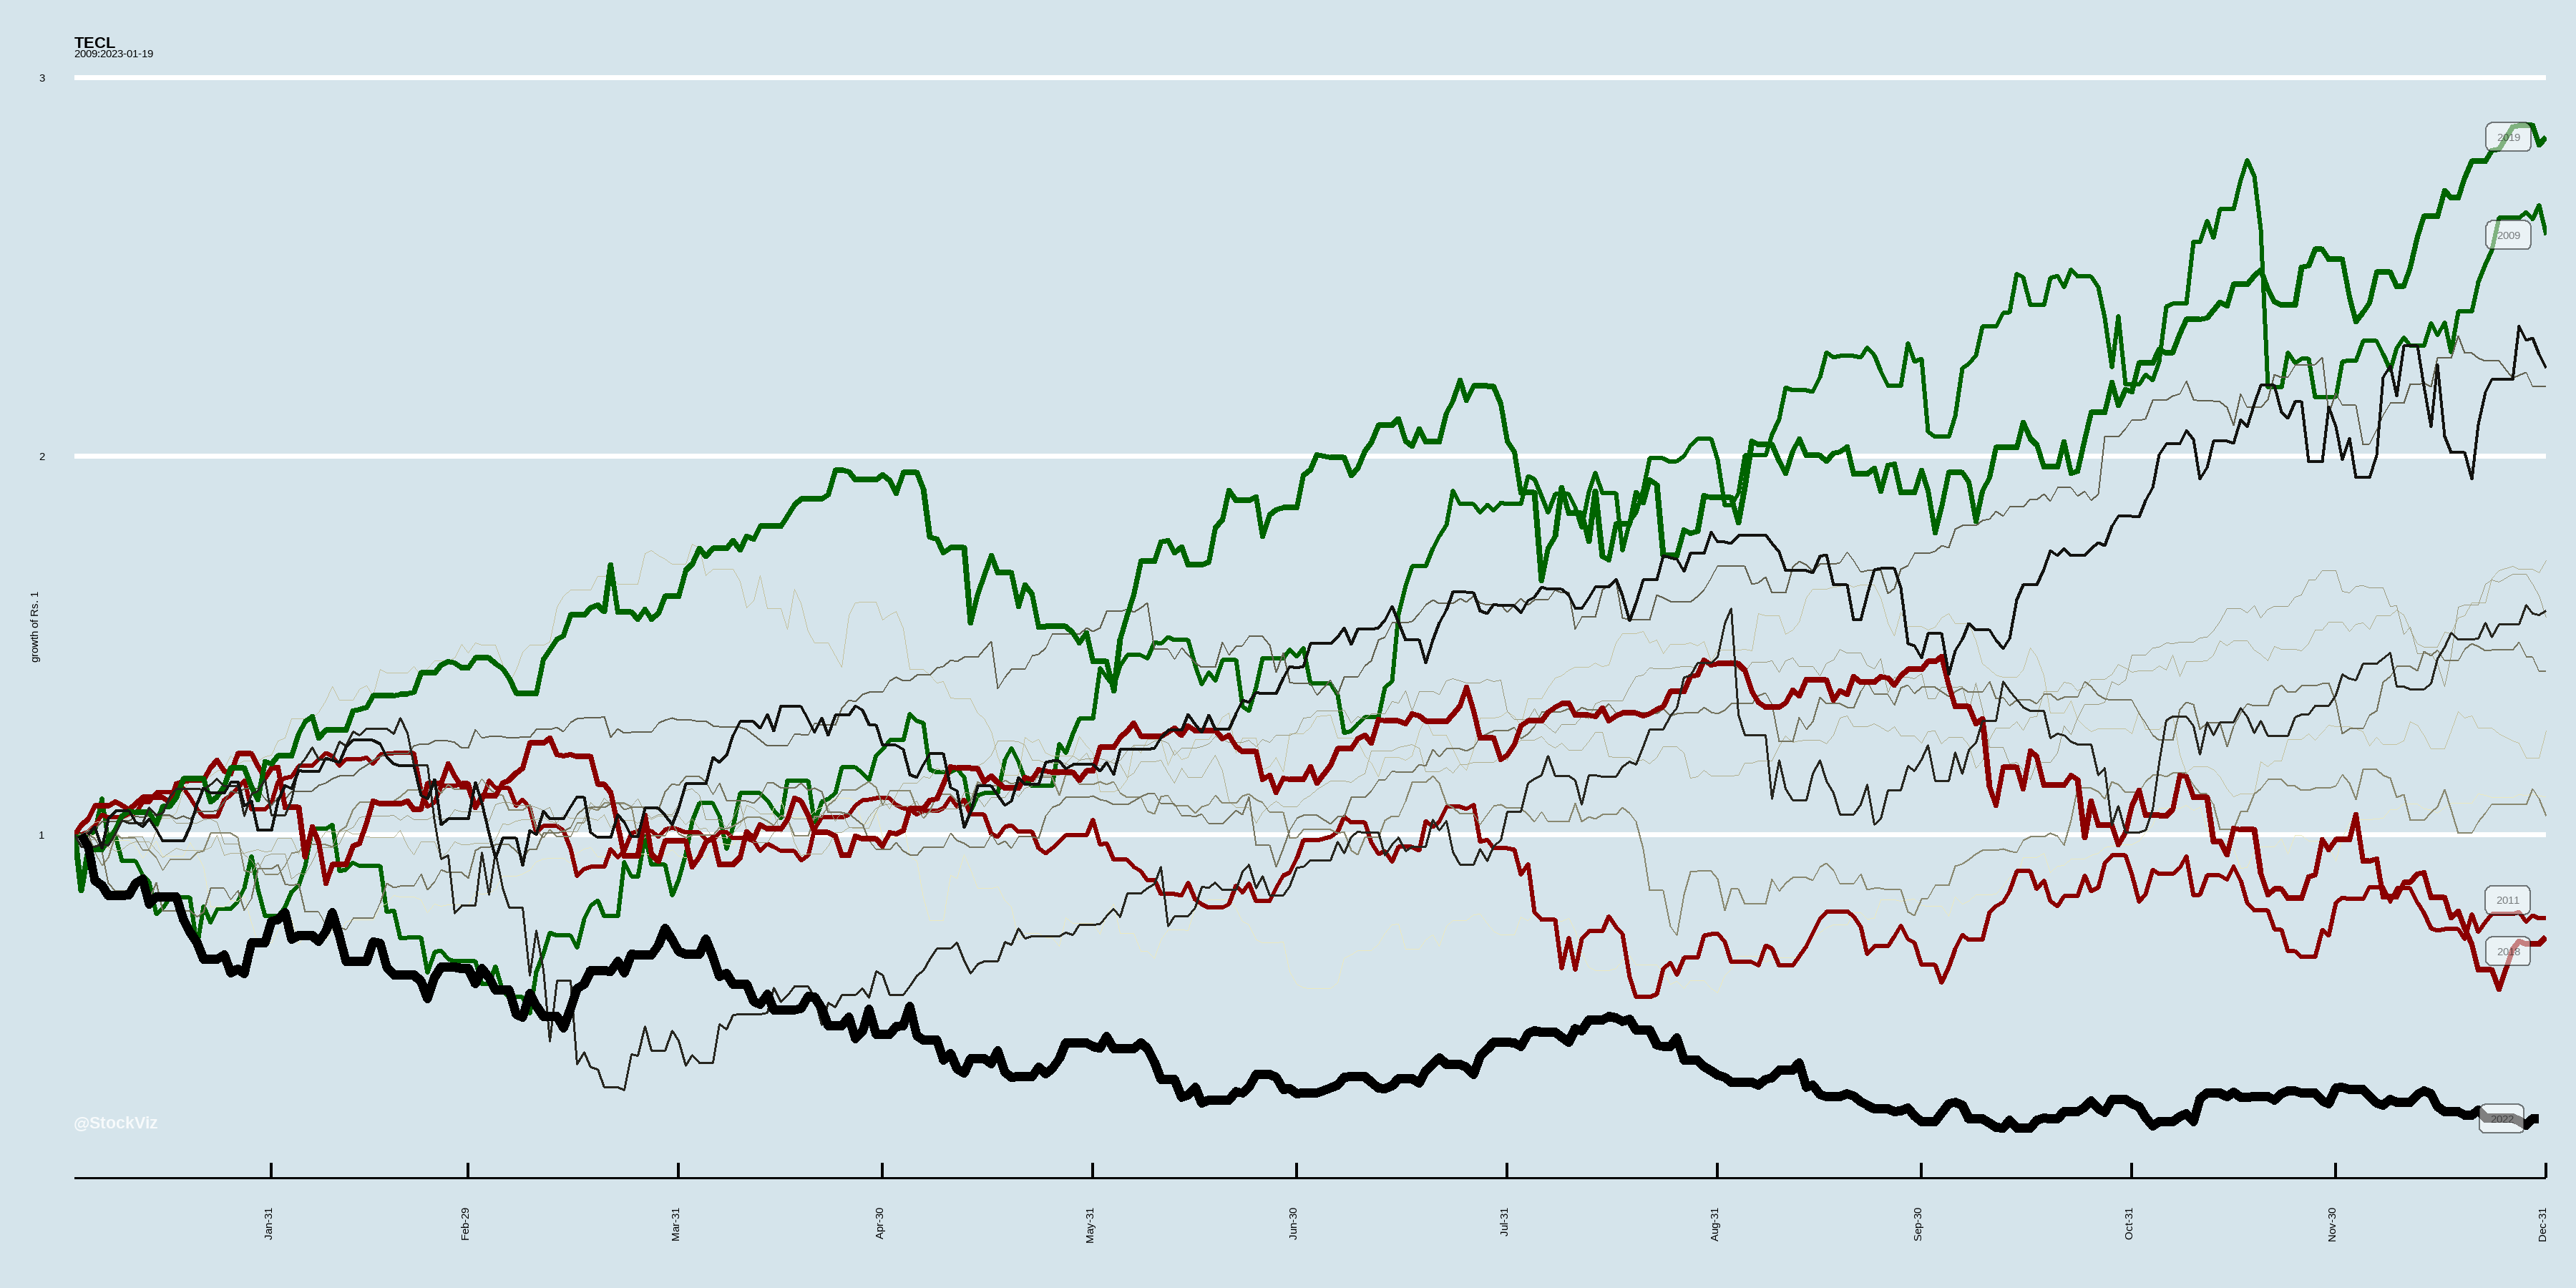 TECL
2009:2023-01-19
3
2
1
-1
growth of Rs. 1
2019
2009
2011
2018
2022
@StockViz
Jan-31
Feb-29
Mar-31
Apr-30
May-31
Jun-30
Jul-31
Aug-31
Sep-30
Oct-31
Nov-30
Dec-31